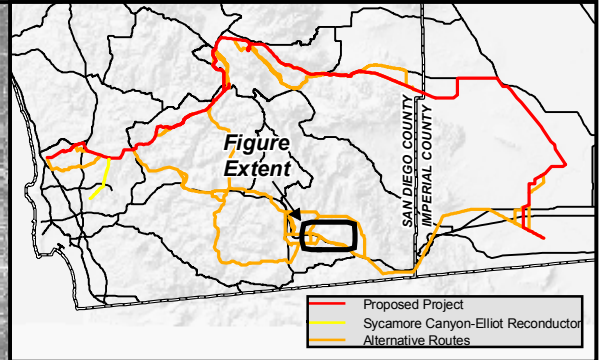 Figure
Extent
SAN DIEGO COUNTY
IMPERIAL COUNTY
Proposed Project
Sycamore Canyon-Elliot Reconductor
Alternative Routes